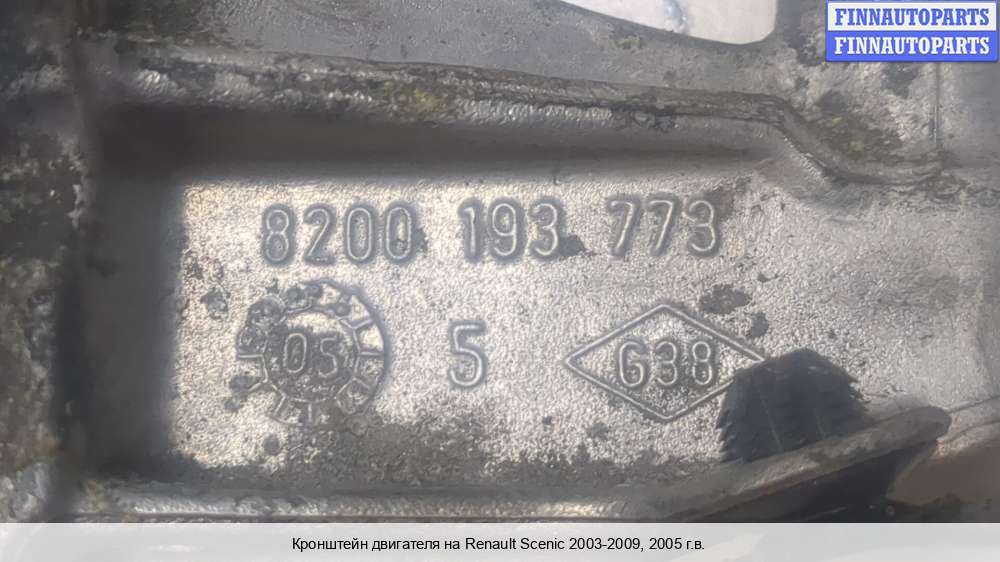 FINNAUTOPARTS
FINNAUTOPARTS
8200 193 773
05 5 G38
Кронштейн двигателя на Renault Scenic 2003-2009, 2005 г.в.